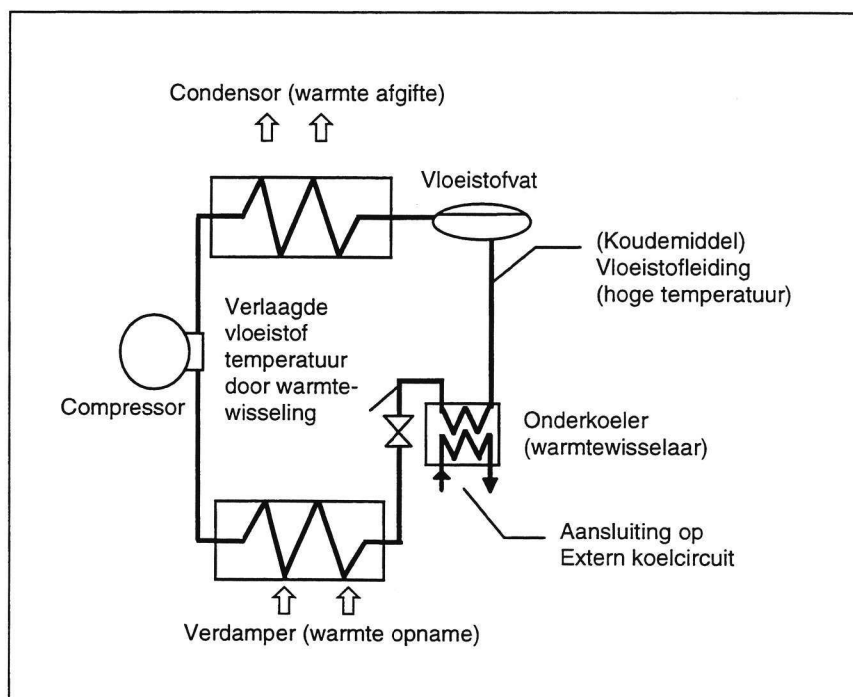 Condensor (warmte afgifte)
Vloeistofvat
(Koudemiddel)
Vloeistofleiding
(hoge temperatuur)
Verlaagde
vloeistof
temperatuur
door warmte-
wisseling
Compressor
Onderkoeler
(warmtewisselaar)
Aansluiting op
Extern koelcircuit
Verdamper (warmte opname)